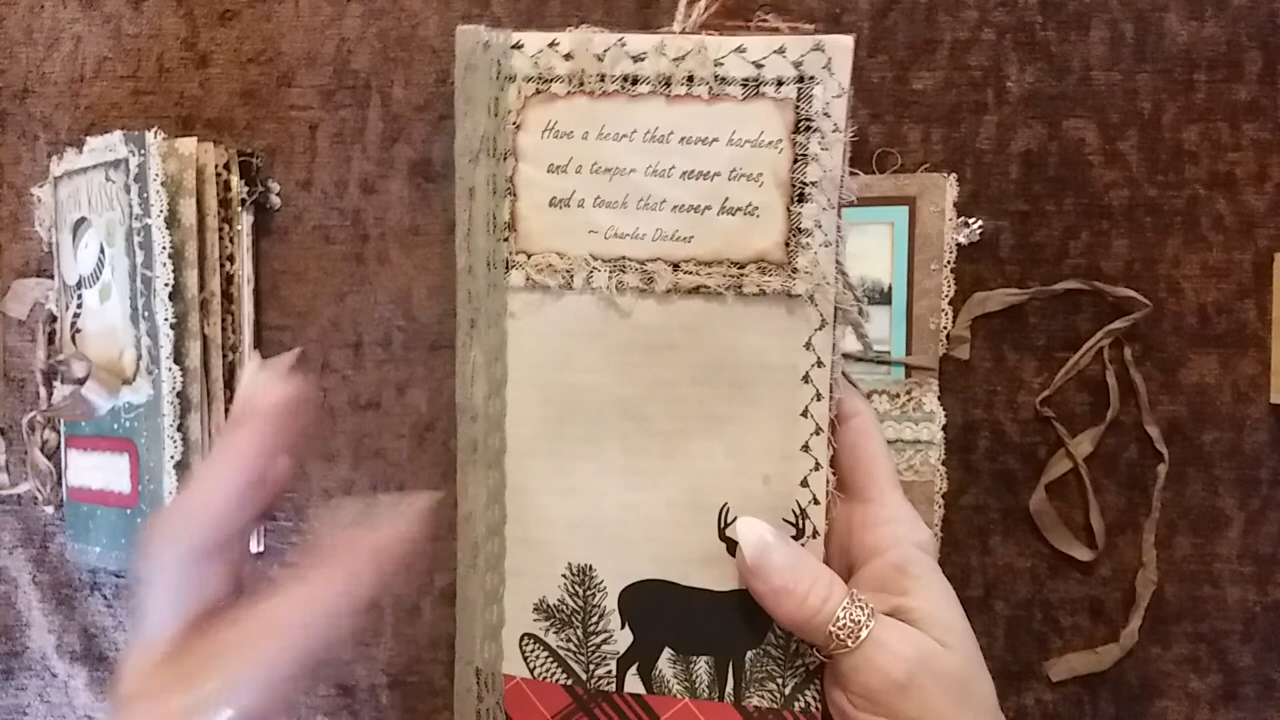 Have a heart that never hardens,
and a temper that never tires,
and a touch that never hurts.
~ Charles Dickens